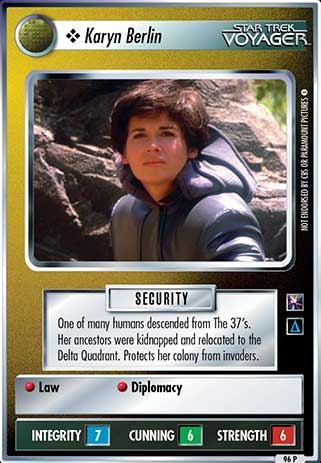 ❖ Karyn Berlin
STAR TREK
VOYAGER
NOT ENDORSED BY CBS OR PARAMOUNT PICTURES
SECURITY
One of many humans descended from The 37's.
Her ancestors were kidnapped and relocated to the
Delta Quadrant. Protects her colony from invaders.
Law Diplomacy
INTEGRITY 7 CUNNING 6 STRENGTH 6
96 P